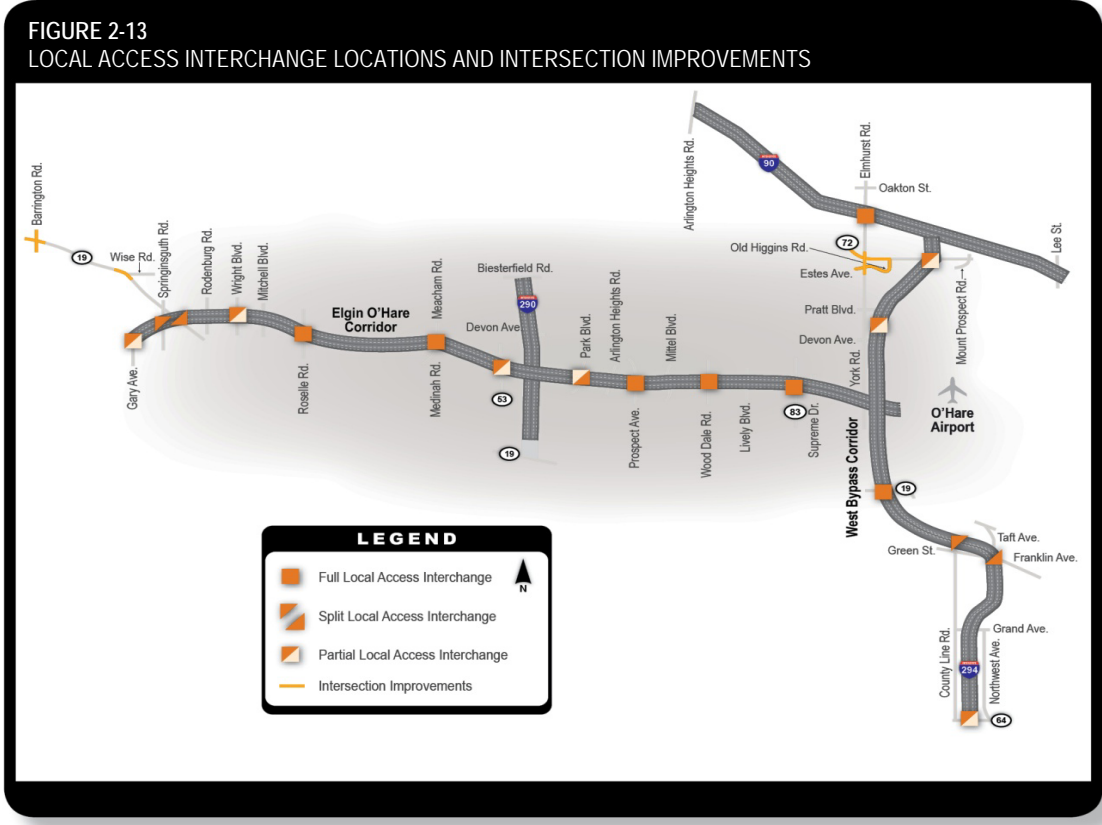 FIGURE 2-13
LOCAL ACCESS INTERCHANGE LOCATIONS AND INTERSECTION IMPROVEMENTS
Barrington Rd.
19
Wise Rd.
Springinsguth Rd.
Rodenburg Rd.
Wright Blvd.
Mitchell Blvd.
Gary Ave.
Roselle Rd.
Elgin O'Hare
Corridor
Meacham Rd.
Medinah Rd.
Biesterfield Rd.
290
Devon Ave.
53
19
Park Blvd.
Arlington Heights Rd.
Prospect Ave.
Mittel Blvd.
Wood Dale Rd.
Lively Blvd.
83
Supreme Dr.
Arlington Heights Rd.
90
Elmhurst Rd.
Oakton St.
72
Old Higgins Rd.
Estes Ave.
Lee St.
Mount Prospect Rd.
Pratt Blvd.
Devon Ave.
York Rd.
O'Hare
Airport
West Bypass Corridor
19
Green St.
Taft Ave.
Franklin Ave.
Grand Ave.
County Line Rd.
294
Northwest Ave.
64
LEGEND
Full Local Access Interchange
N
Split Local Access Interchange
Partial Local Access Interchange
Intersection Improvements